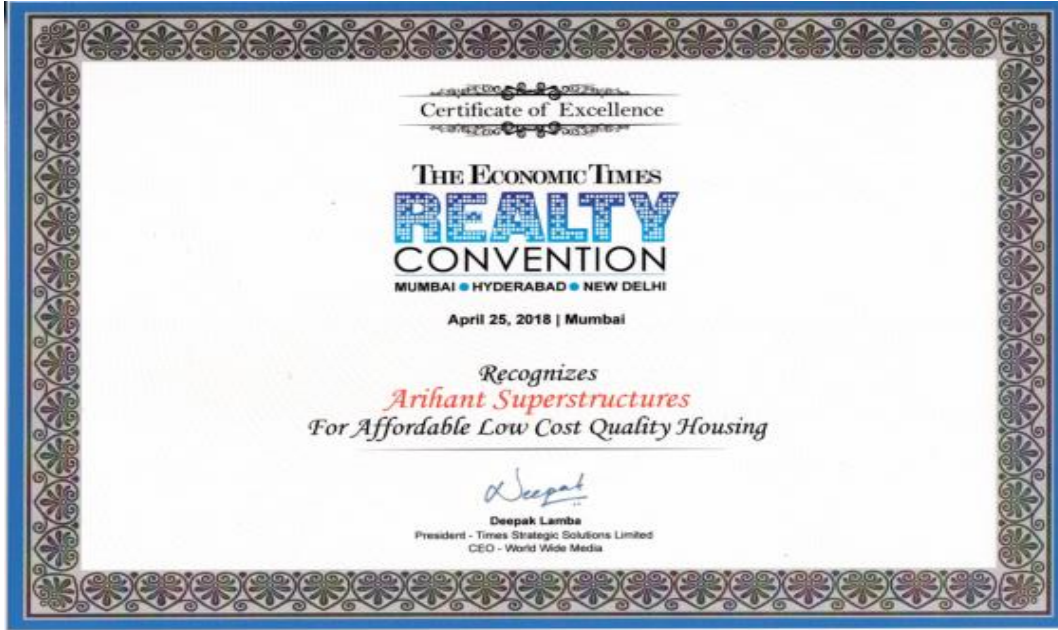 Certificate of Excellence
THE ECONOMIC TIMES
REALTY
CONVENTION
MUMBAI ● HYDERABAD ● NEW DELHI
April 25, 2018 | Mumbai
Recognizes
Arihant Superstructures
For Affordable Low Cost Quality Housing
Deepak
Deepak Lamba
President - Times Strategic Solutions Limited
CEO - World Wide Media